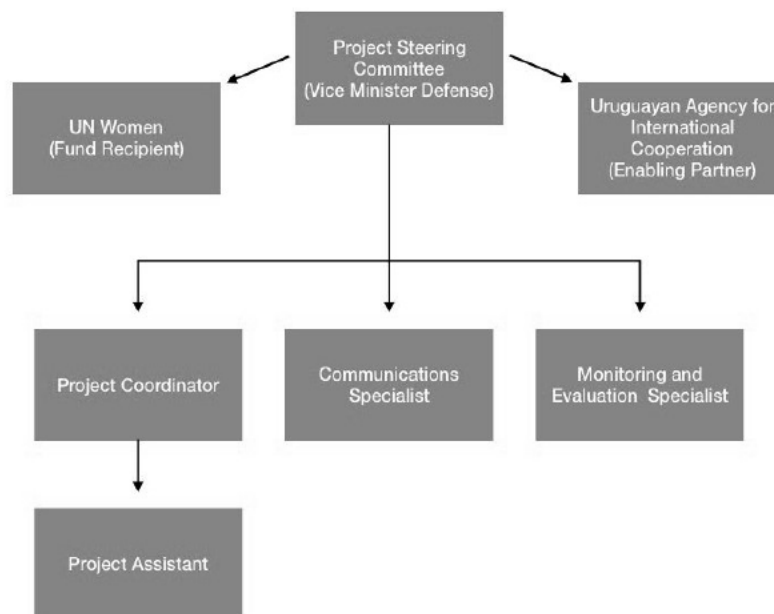 Project Steering
Committee
(Vice Minister Defense)
UN Women
(Fund Recipient)
Uruguayan Agency for
International
Cooperation
(Enabling Partner)
Project Coordinator
Communications
Specialist
Monitoring and
Evaluation Specialist
Project Assistant